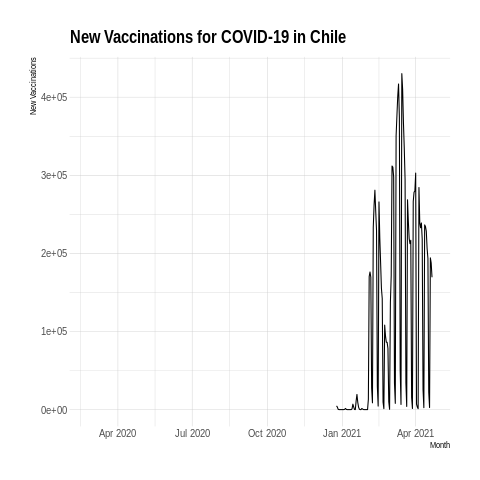 New Vaccinations for COVID-19 in Chile
New Vaccinations
4e+05
3e+05
2e+05
1e+05
0e+00
Apr 2020 Jul 2020 Oct 2020 Jan 2021 Apr 2021
Month